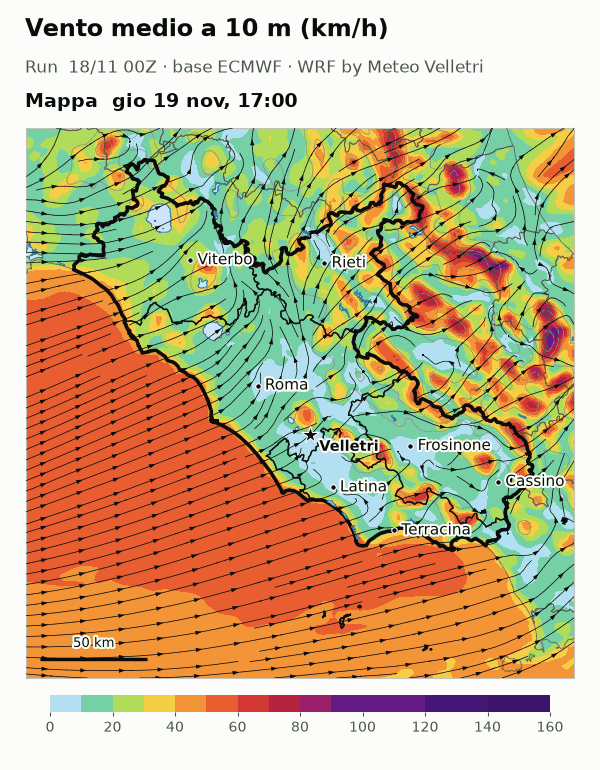 Vento medio a 10 m (km/h)
Run  18/11 00Z · base ECMWF · WRF by Meteo Velletri
Mappa  gio 19 nov, 17:00
Viterbo
Rieti
Roma
Velletri
Frosinone
Latina
Cassino
Terracina
50 km
0 20 40 60 80 100 120 140 160